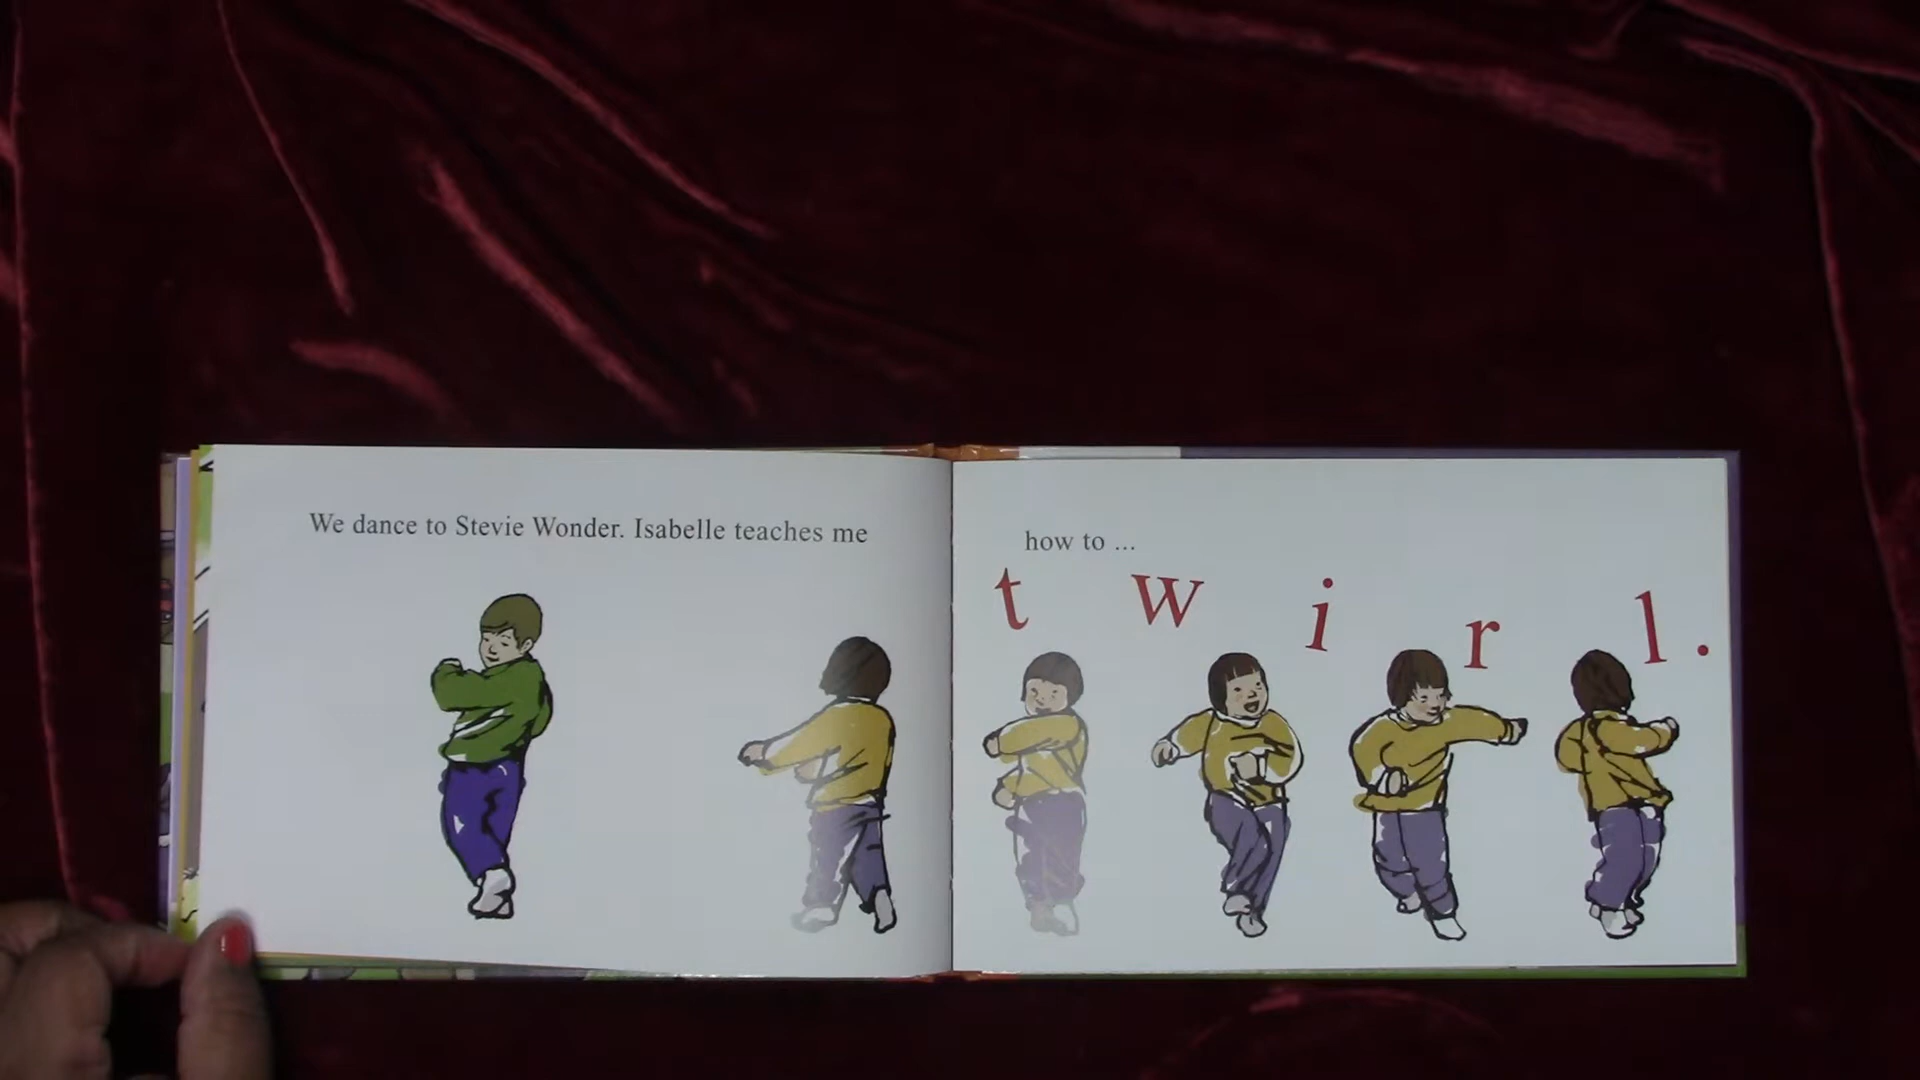 We dance to Stevie Wonder. Isabelle teaches me
how to ...
t w i r l .